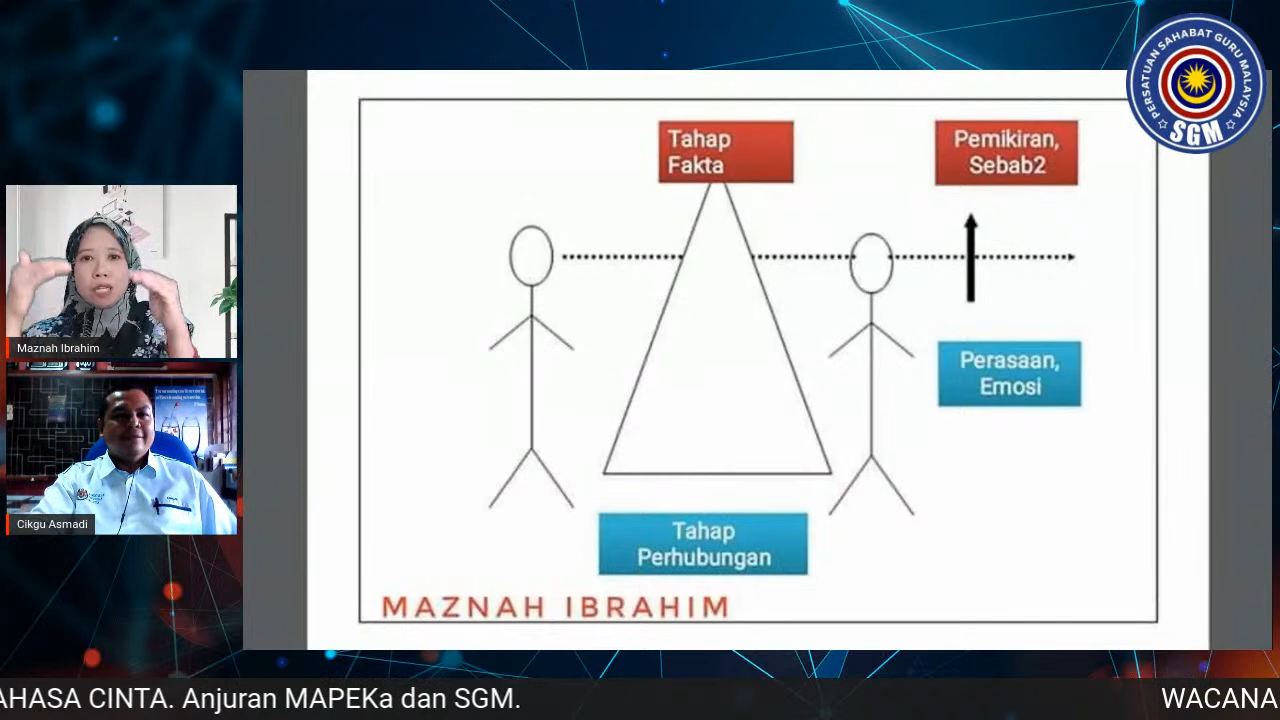 PERSATUAN SAHABAT GURU MALAYSIA
SGM
Tahap
Fakta
Pemikiran,
Sebab2
Perasaan,
Emosi
Tahap
Perhubungan
MAZNAH IBRAHIM
Maznah Ibrahim
Cikgu Asmadi
AHASA CINTA. Anjuran MAPEKa dan SGM.
WACANA